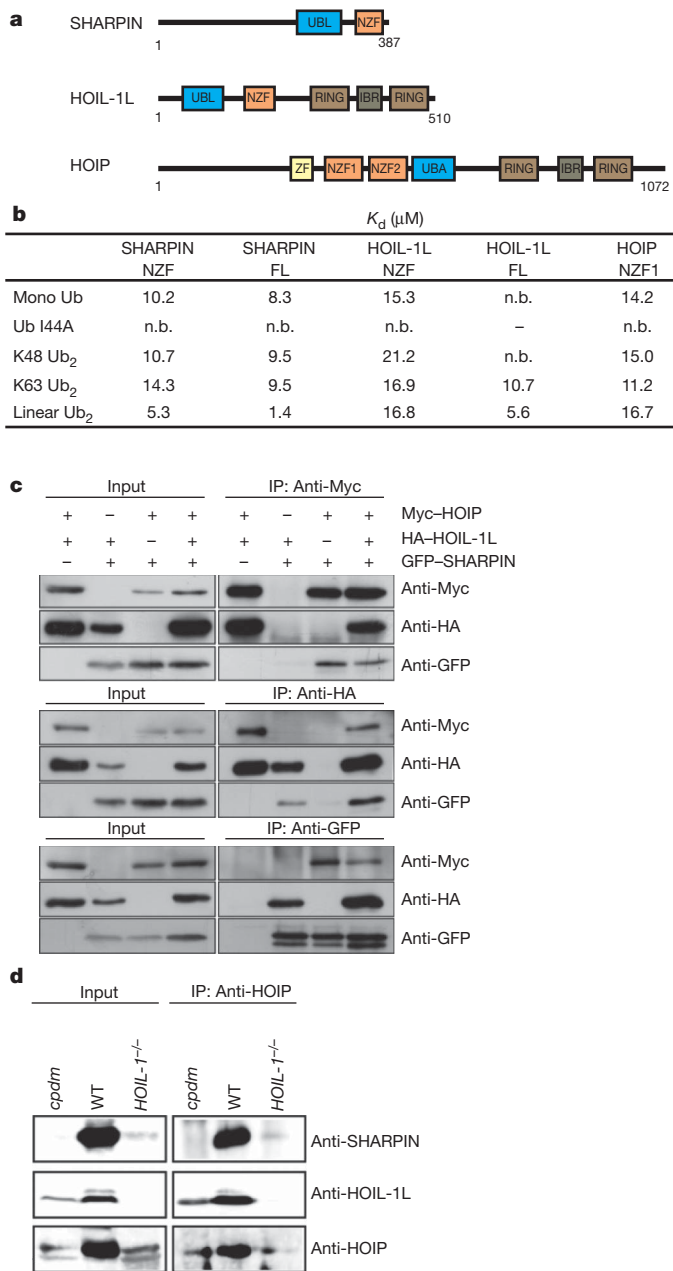 a
SHARPIN
UBL NZF
1 387
HOIL-1L
UBL NZF RING IBR RING
1 510
HOIP
ZF NZF1 NZF2 UBA RING IBR RING
1 1072
b
Kd (μM)
SHARPIN SHARPIN HOIL-1L HOIL-1L HOIP
NZF FL NZF FL NZF1
Mono Ub 10.2 8.3 15.3 n.b. 14.2
Ub I44A n.b. n.b. n.b. – n.b.
K48 Ub2 10.7 9.5 21.2 n.b. 15.0
K63 Ub2 14.3 9.5 16.9 10.7 11.2
Linear Ub2 5.3 1.4 16.8 5.6 16.7
c
Input IP: Anti-Myc
+ – + + + – + + Myc–HOIP
+ + – + + + – + HA–HOIL-1L
– + + + – + + + GFP–SHARPIN
Anti-Myc
Anti-HA
Anti-GFP
Input IP: Anti-HA
Anti-Myc
Anti-HA
Anti-GFP
Input IP: Anti-GFP
Anti-Myc
Anti-HA
Anti-GFP
d
Input IP: Anti-HOIP
cpdm WT HOIL-1–/– cpdm WT HOIL-1–/–
Anti-SHARPIN
Anti-HOIL-1L
Anti-HOIP